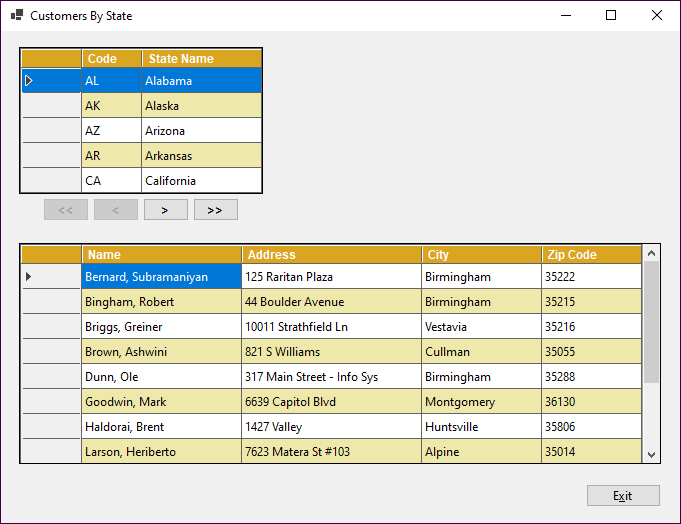 Customers By State
Code State Name
AL Alabama
AK Alaska
AZ Arizona
AR Arkansas
CA California
<< < > >>
Name Address City Zip Code
Bernard, Subramaniyan 125 Raritan Plaza Birmingham 35222
Bingham, Robert 44 Boulder Avenue Birmingham 35215
Briggs, Greiner 10011 Strathfield Ln Vestavia 35216
Brown, Ashwini 821 S Williams Cullman 35055
Dunn, Ole 317 Main Street - Info Sys Birmingham 35288
Goodwin, Mark 6639 Capitol Blvd Montgomery 36130
Haldorai, Brent 1427 Valley Huntsville 35806
Larson, Heriberto 7623 Matera St #103 Alpine 35014
Exit